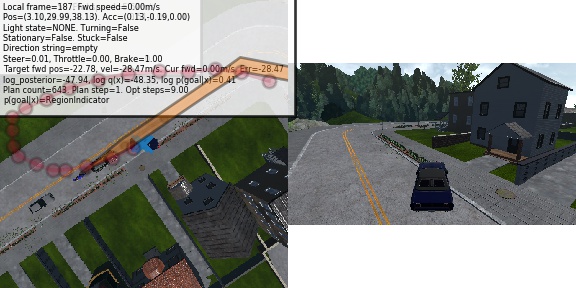 Local frame=187. Fwd.speed=0.00m/s
Pos=(3.10,29.99,38.13). Acc=(0.13,-0.19,0.00)
Light state=NONE. Turning=False
Stationary=False. Stuck=False
Direction string=empty
Steer=0.01, Throttle=0.00, Brake=1.00
Target fwd pos=-22.78, vel=-28.47m/s. Cur fwd=0.00m/s, Err=-28.47
log_posterior=-47.94, log q(x)=-48.35, log p(goal|x)=0.41
Plan count=643, Plan step=1. Opt steps=9.00
p(goal|x)=RegionIndicator